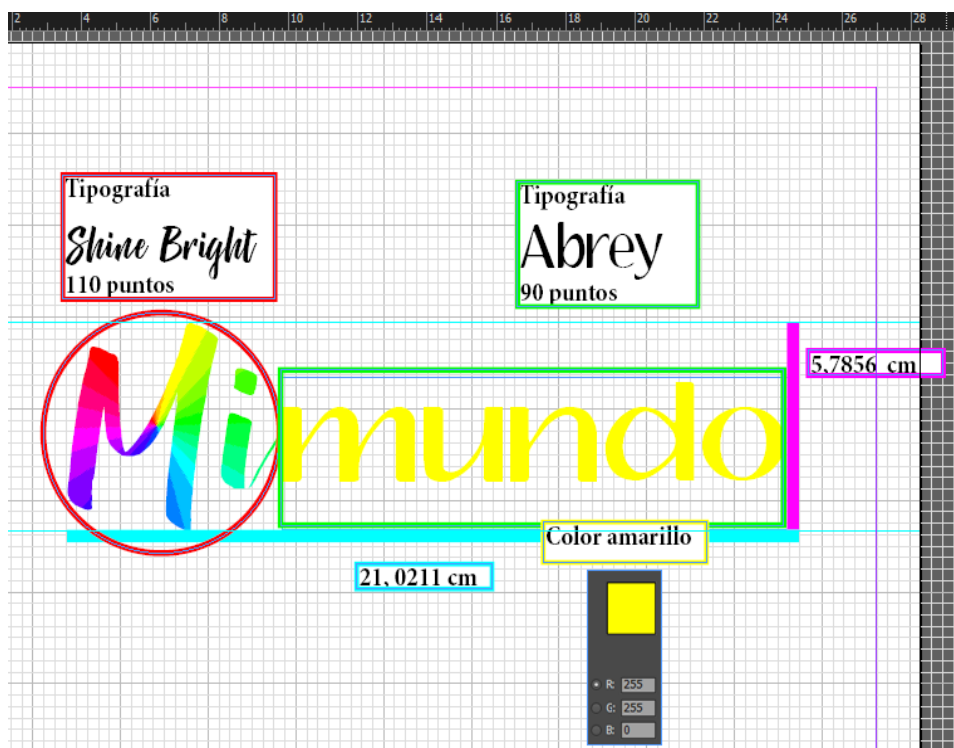 2 4 6 8 10 12 14 16 18 20 22 24 26 28
Tipografía
Shine Bright
110 puntos
Tipografía
Abrey
90 puntos
Mi mundo
5,7856 cm
Color amarillo
21, 0211 cm
R: 255
G: 255
B: 0